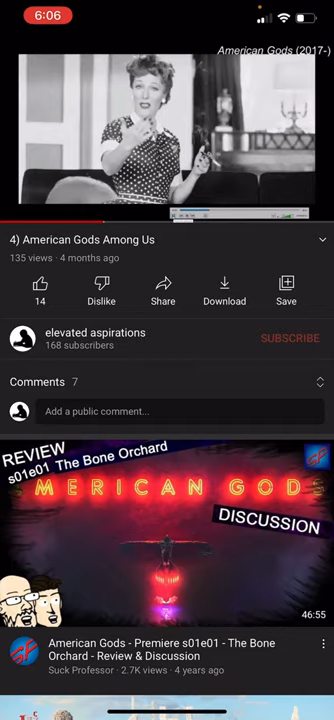 6:06
American Gods (2017-)
4) American Gods Among Us
135 views · 4 months ago
14
Dislike
Share
Download
Save
elevated aspirations
168 subscribers
SUBSCRIBE
Comments 7
Add a public comment...
REVIEW
s01e01 The Bone Orchard
MERICAN GODS
DISCUSSION
46:55
American Gods - Premiere s01e01 - The Bone
Orchard - Review & Discussion
Suck Professor · 2.7K views · 4 years ago